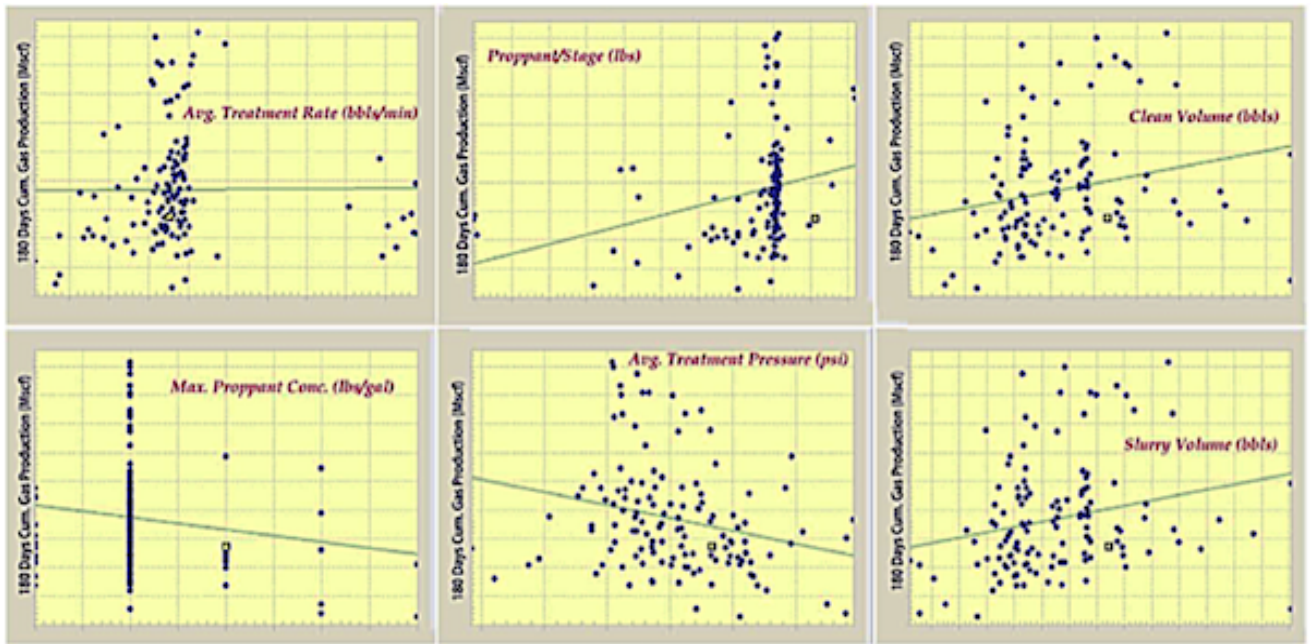 180 Days Cum. Gas Production (Mscf)
Avg. Treatment Rate (bbls/min)
180 Days Cum. Gas Production (Mscf)
Proppant/Stage (lbs)
180 Days Cum. Gas Production (Mscf)
Clean Volume (bbls)
180 Days Cum. Gas Production (Mscf)
Max. Proppant Conc. (lbs/gal)
180 Days Cum. Gas Production (Mscf)
Avg. Treatment Pressure (psi)
180 Days Cum. Gas Production (Mscf)
Slurry Volume (bbls)